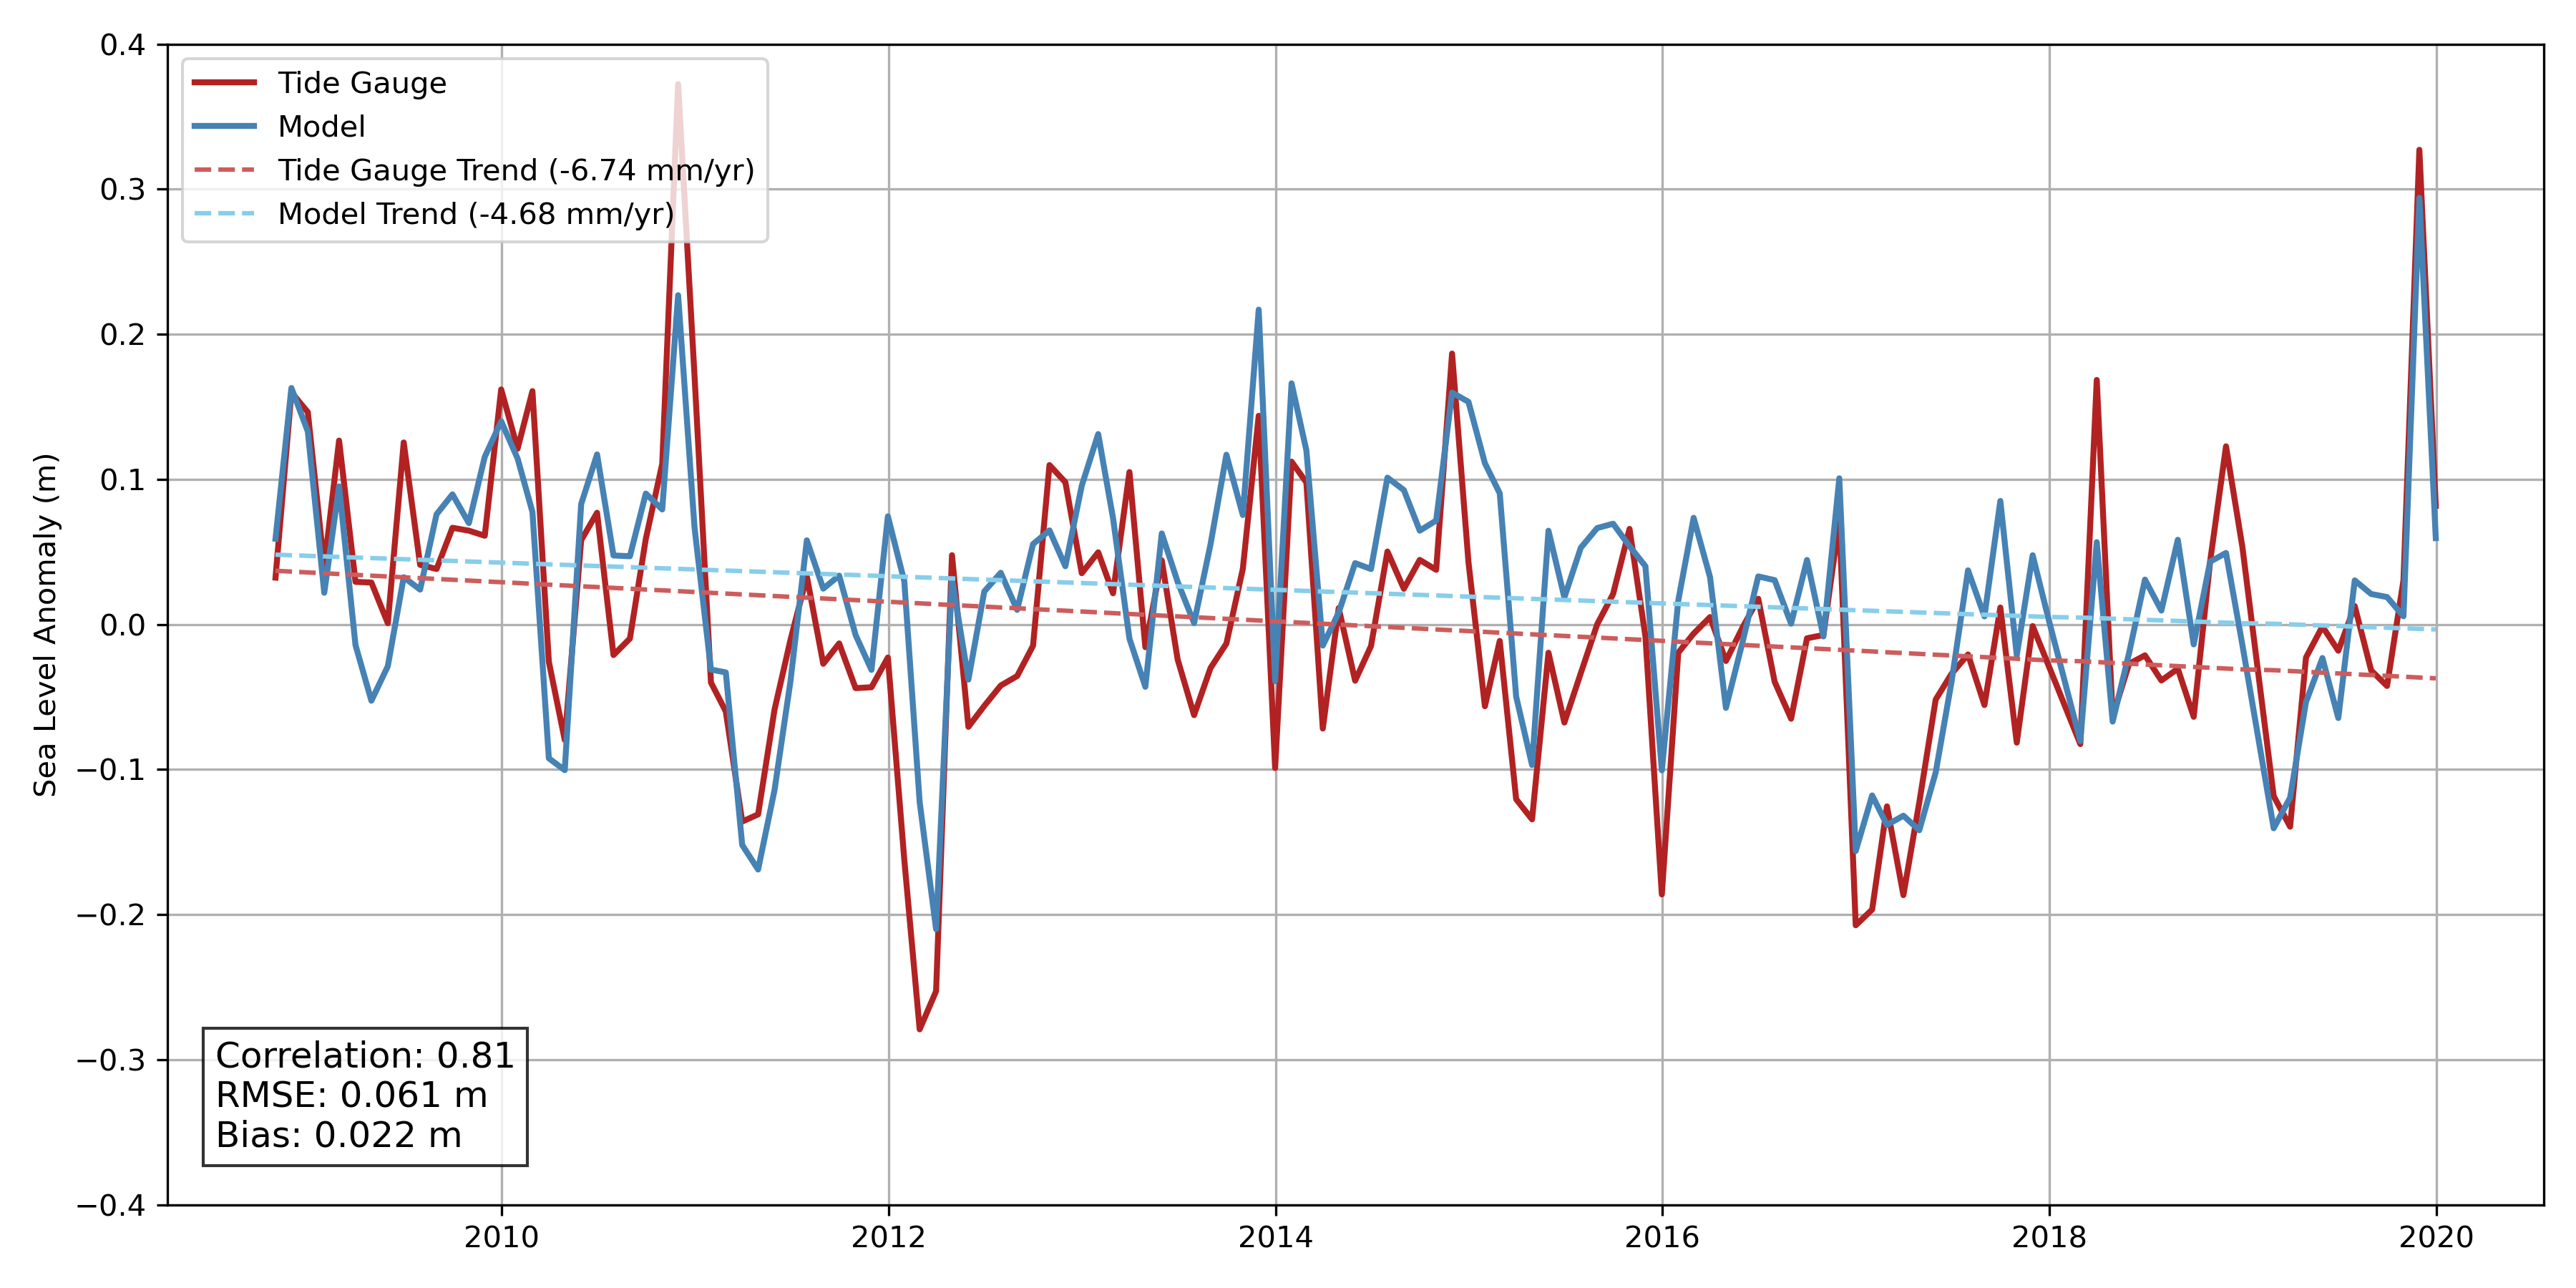 0.4
0.3
0.2
0.1
0.0
−0.1
−0.2
−0.3
−0.4
Sea Level Anomaly (m)
Tide Gauge
Model
Tide Gauge Trend (-6.74 mm/yr)
Model Trend (-4.68 mm/yr)
Correlation: 0.81
RMSE: 0.061 m
Bias: 0.022 m
2010
2012
2014
2016
2018
2020